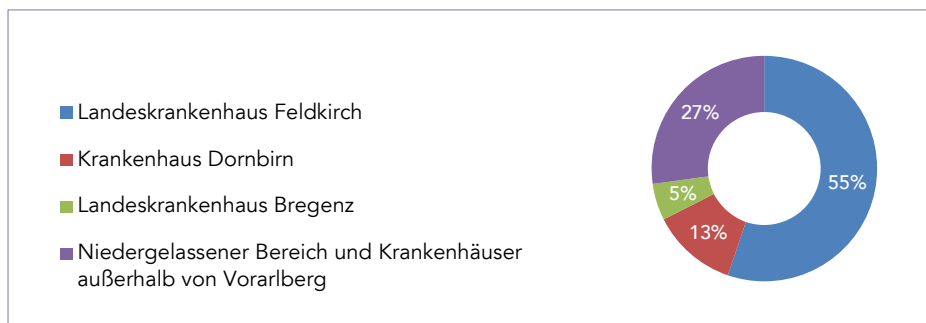 Landeskrankenhaus Feldkirch
Krankenhaus Dornbirn
Landeskrankenhaus Bregenz
Niedergelassener Bereich und Krankenhäuser
außerhalb von Vorarlberg
27%
55%
5%
13%